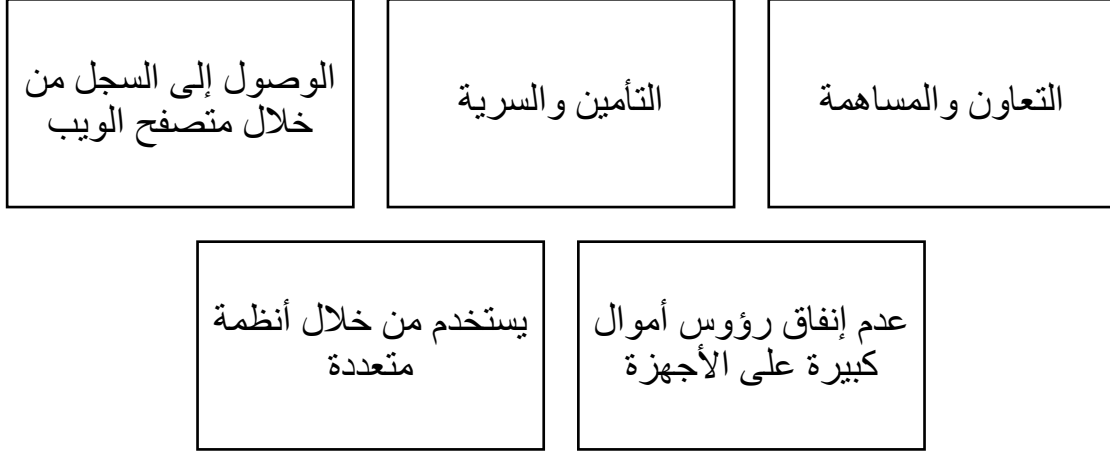 التعاون والمساهمة
التأمين والسرية
الوصول إلى السجل من
خلال متصفح الويب
عدم إنفاق رؤوس أموال
كبيرة على الأجهزة
يستخدم من خلال أنظمة
متعددة